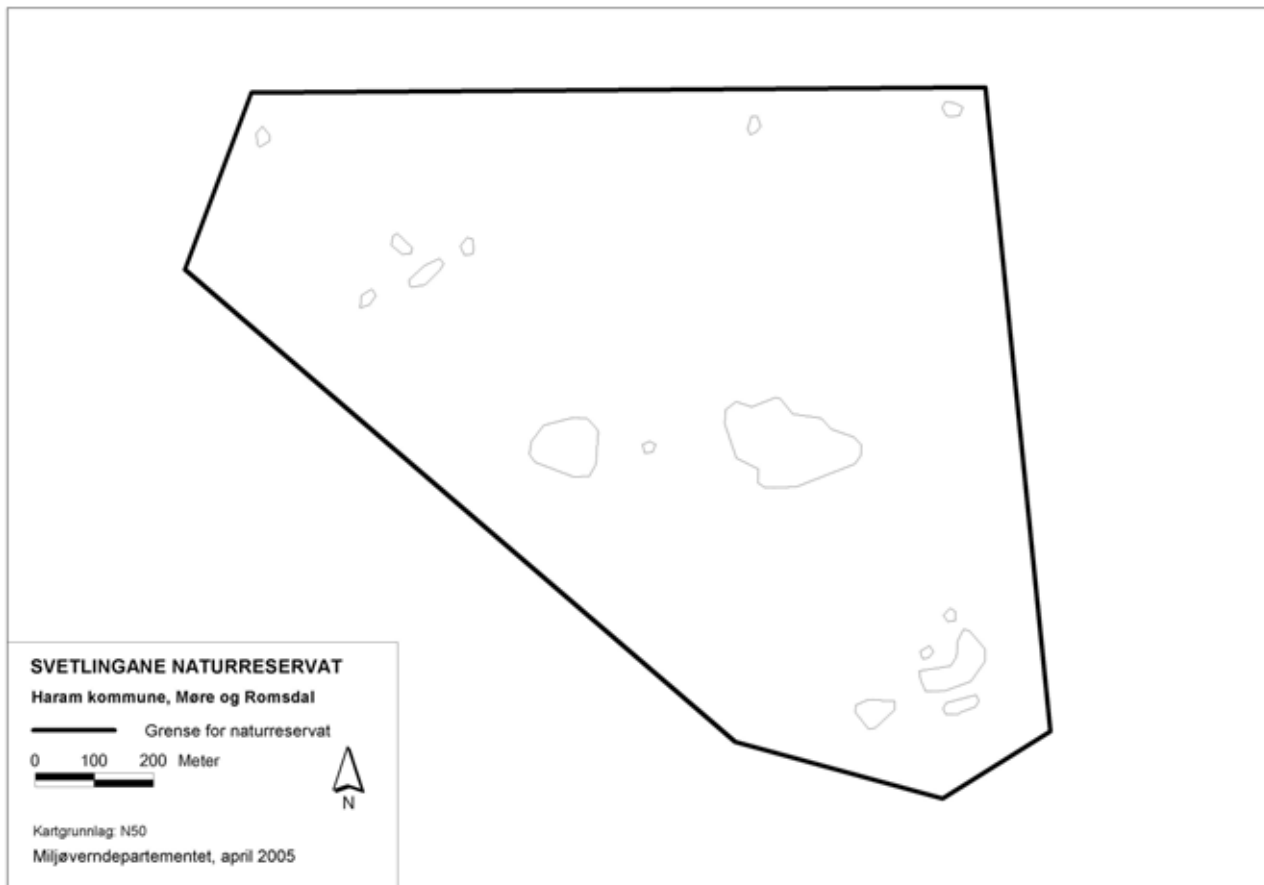 SVETLINGANE NATURRESERVAT
Haram kommune, Møre og Romsdal
Grense for naturreservat
0 100 200 Meter
N
Kartgrunnlag: N50
Miljøverndepartementet, april 2005